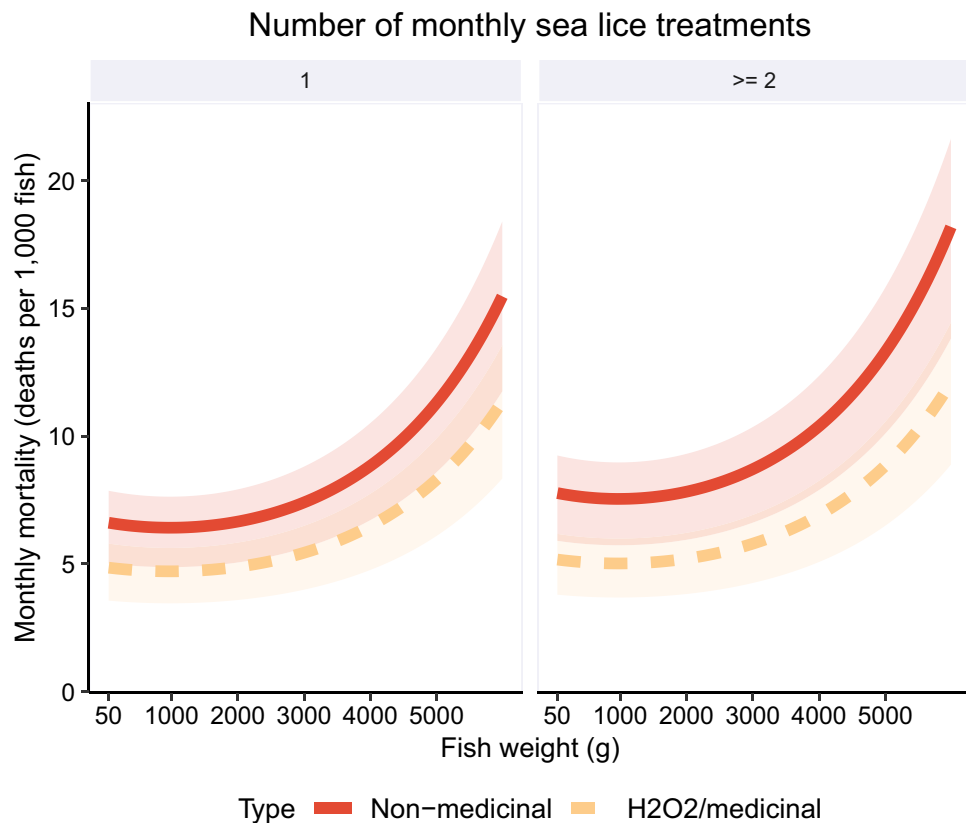 Number of monthly sea lice treatments
1
>= 2
Monthly mortality (deaths per 1,000 fish)
20
15
10
5
0
50 1000 2000 3000 4000 5000
50 1000 2000 3000 4000 5000
Fish weight (g)
Type Non−medicinal H2O2/medicinal